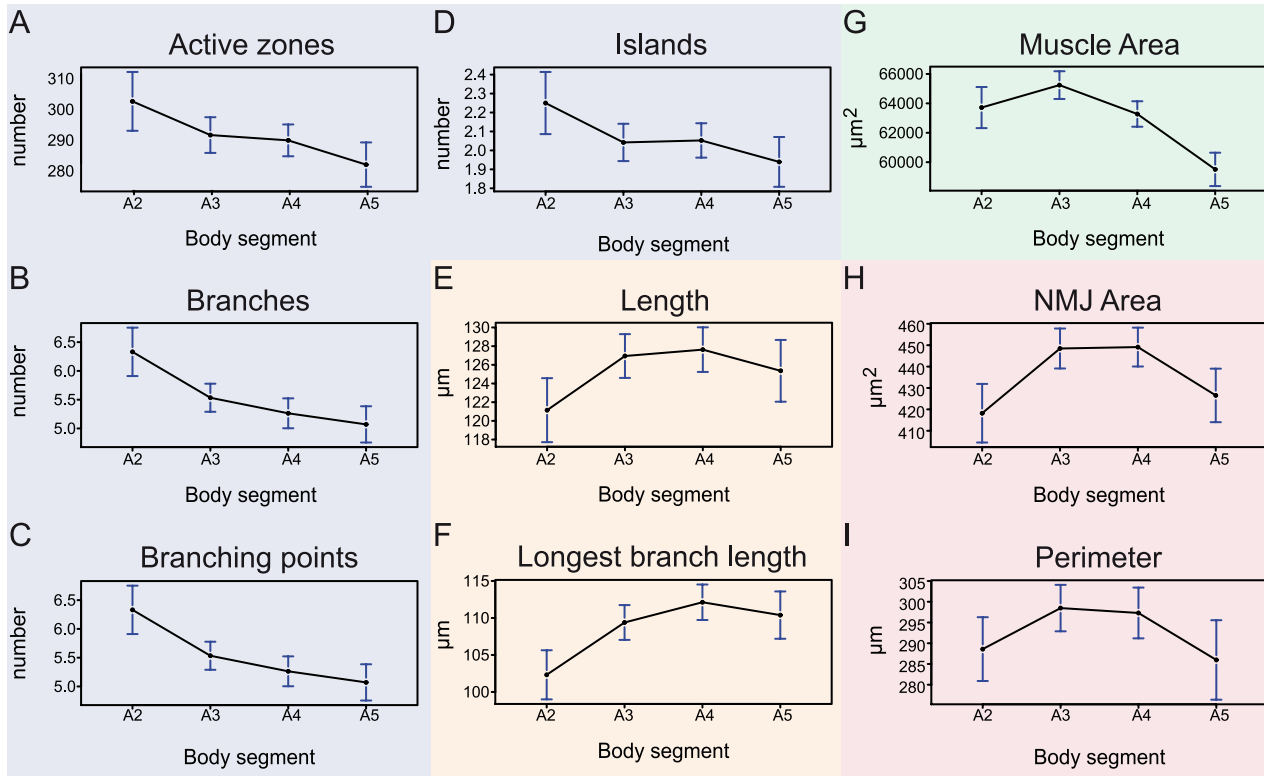 A
Active zones
number
310
300
290
280
A2 A3 A4 A5
Body segment
B
Branches
number
6.5
6.0
5.5
5.0
A2 A3 A4 A5
Body segment
C
Branching points
number
6.5
6.0
5.5
5.0
A2 A3 A4 A5
Body segment
D
Islands
number
2.4
2.3
2.2
2.1
2.0
1.9
1.8
A2 A3 A4 A5
Body segment
E
Length
µm
130
128
126
124
122
120
118
A2 A3 A4 A5
Body segment
F
Longest branch length
µm
115
110
105
100
A2 A3 A4 A5
Body segment
G
Muscle Area
µm2
66000
64000
62000
60000
A2 A3 A4 A5
Body segment
H
NMJ Area
µm2
460
450
440
430
420
410
A2 A3 A4 A5
Body segment
I
Perimeter
µm
305
300
295
290
285
280
A2 A3 A4 A5
Body segment